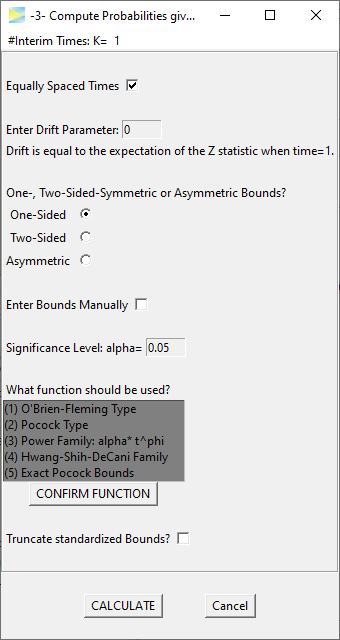 -3- Compute Probabilities giv...
#Interim Times: K= 1
Equally Spaced Times
Enter Drift Parameter: 0
Drift is equal to the expectation of the Z statistic when time=1.
One-, Two-Sided-Symmetric or Asymmetric Bounds?
One-Sided
Two-Sided
Asymmetric
Enter Bounds Manually
Significance Level: alpha= 0.05
What function should be used?
(1) O'Brien-Fleming Type
(2) Pocock Type
(3) Power Family: alpha* t^phi
(4) Hwang-Shih-DeCani Family
(5) Exact Pocock Bounds
CONFIRM FUNCTION
Truncate standardized Bounds?
CALCULATE Cancel